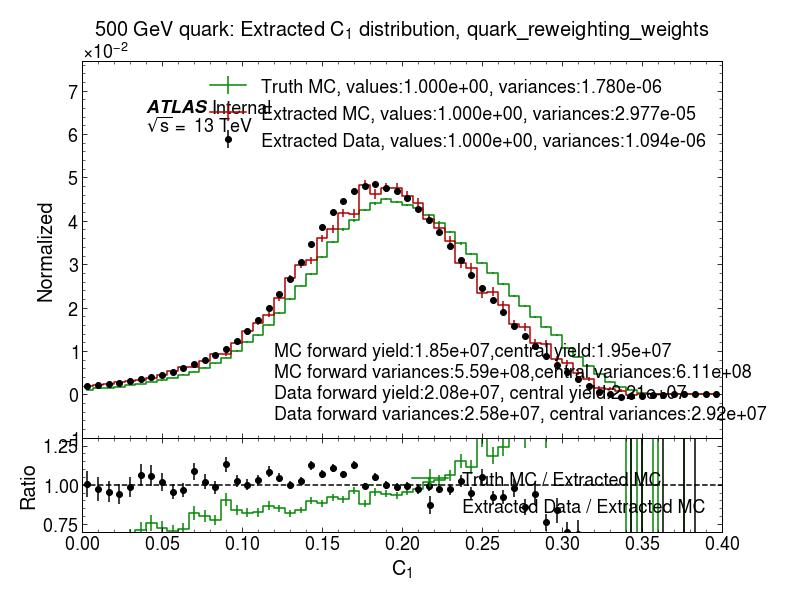 500 GeV quark: Extracted C₁ distribution, quark_reweighting_weights
×10⁻²
Truth MC, values:1.000e+00, variances:1.780e-06
ATLAS Internal
Extracted MC, values:1.000e+00, variances:2.977e-05
√s = 13 TeV
Extracted Data, values:1.000e+00, variances:1.094e-06
7
6
5
4
3
2
1
0
Normalized
MC forward yield:1.85e+07,central yield:1.95e+07
MC forward variances:5.59e+08,central variances:6.11e+08
Data forward yield:2.08e+07, central yield:2.21e+07
Data forward variances:2.58e+07, central variances:2.92e+07
1.25
1.00
0.75
Ratio
Truth MC / Extracted MC
Extracted Data / Extracted MC
0.00 0.05 0.10 0.15 0.20 0.25 0.30 0.35 0.40
C₁